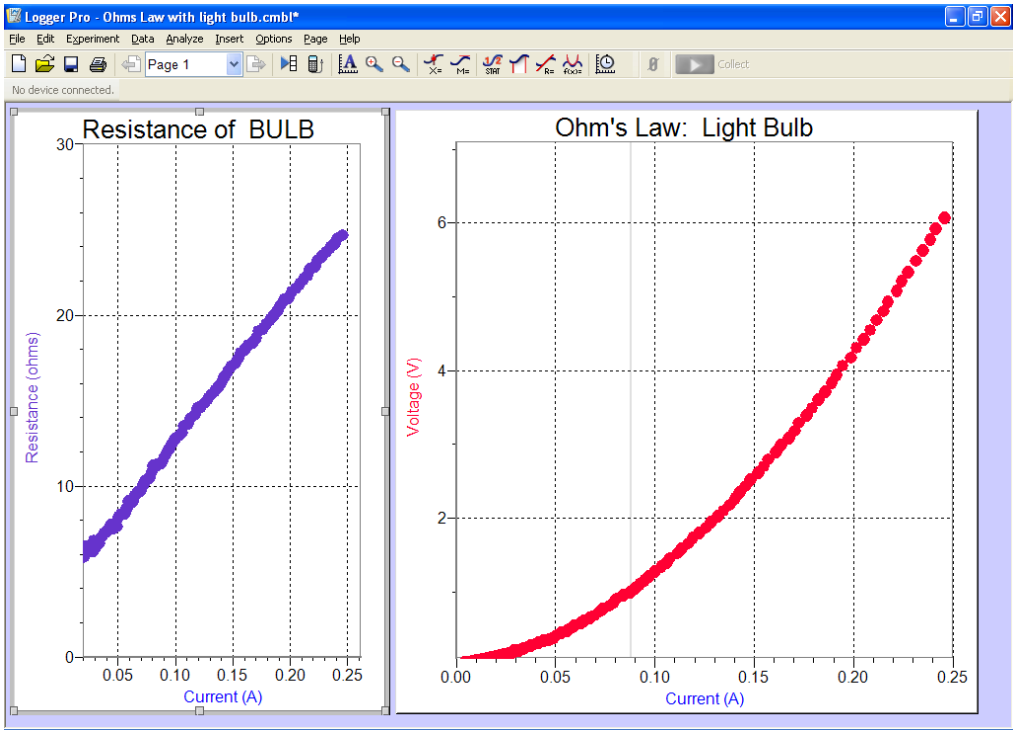 Logger Pro - Ohms Law with light bulb.cmbl*
File Edit Experiment Data Analyze Insert Options Page Help
Page 1
X=
M=
1/2
STAT
R=
f(x)=
Collect
No device connected.
Resistance of BULB
30
20
10
0
Resistance (ohms)
0.05 0.10 0.15 0.20 0.25
Current (A)
Ohm's Law: Light Bulb
6
4
2
Voltage (V)
0.00 0.05 0.10 0.15 0.20 0.25
Current (A)